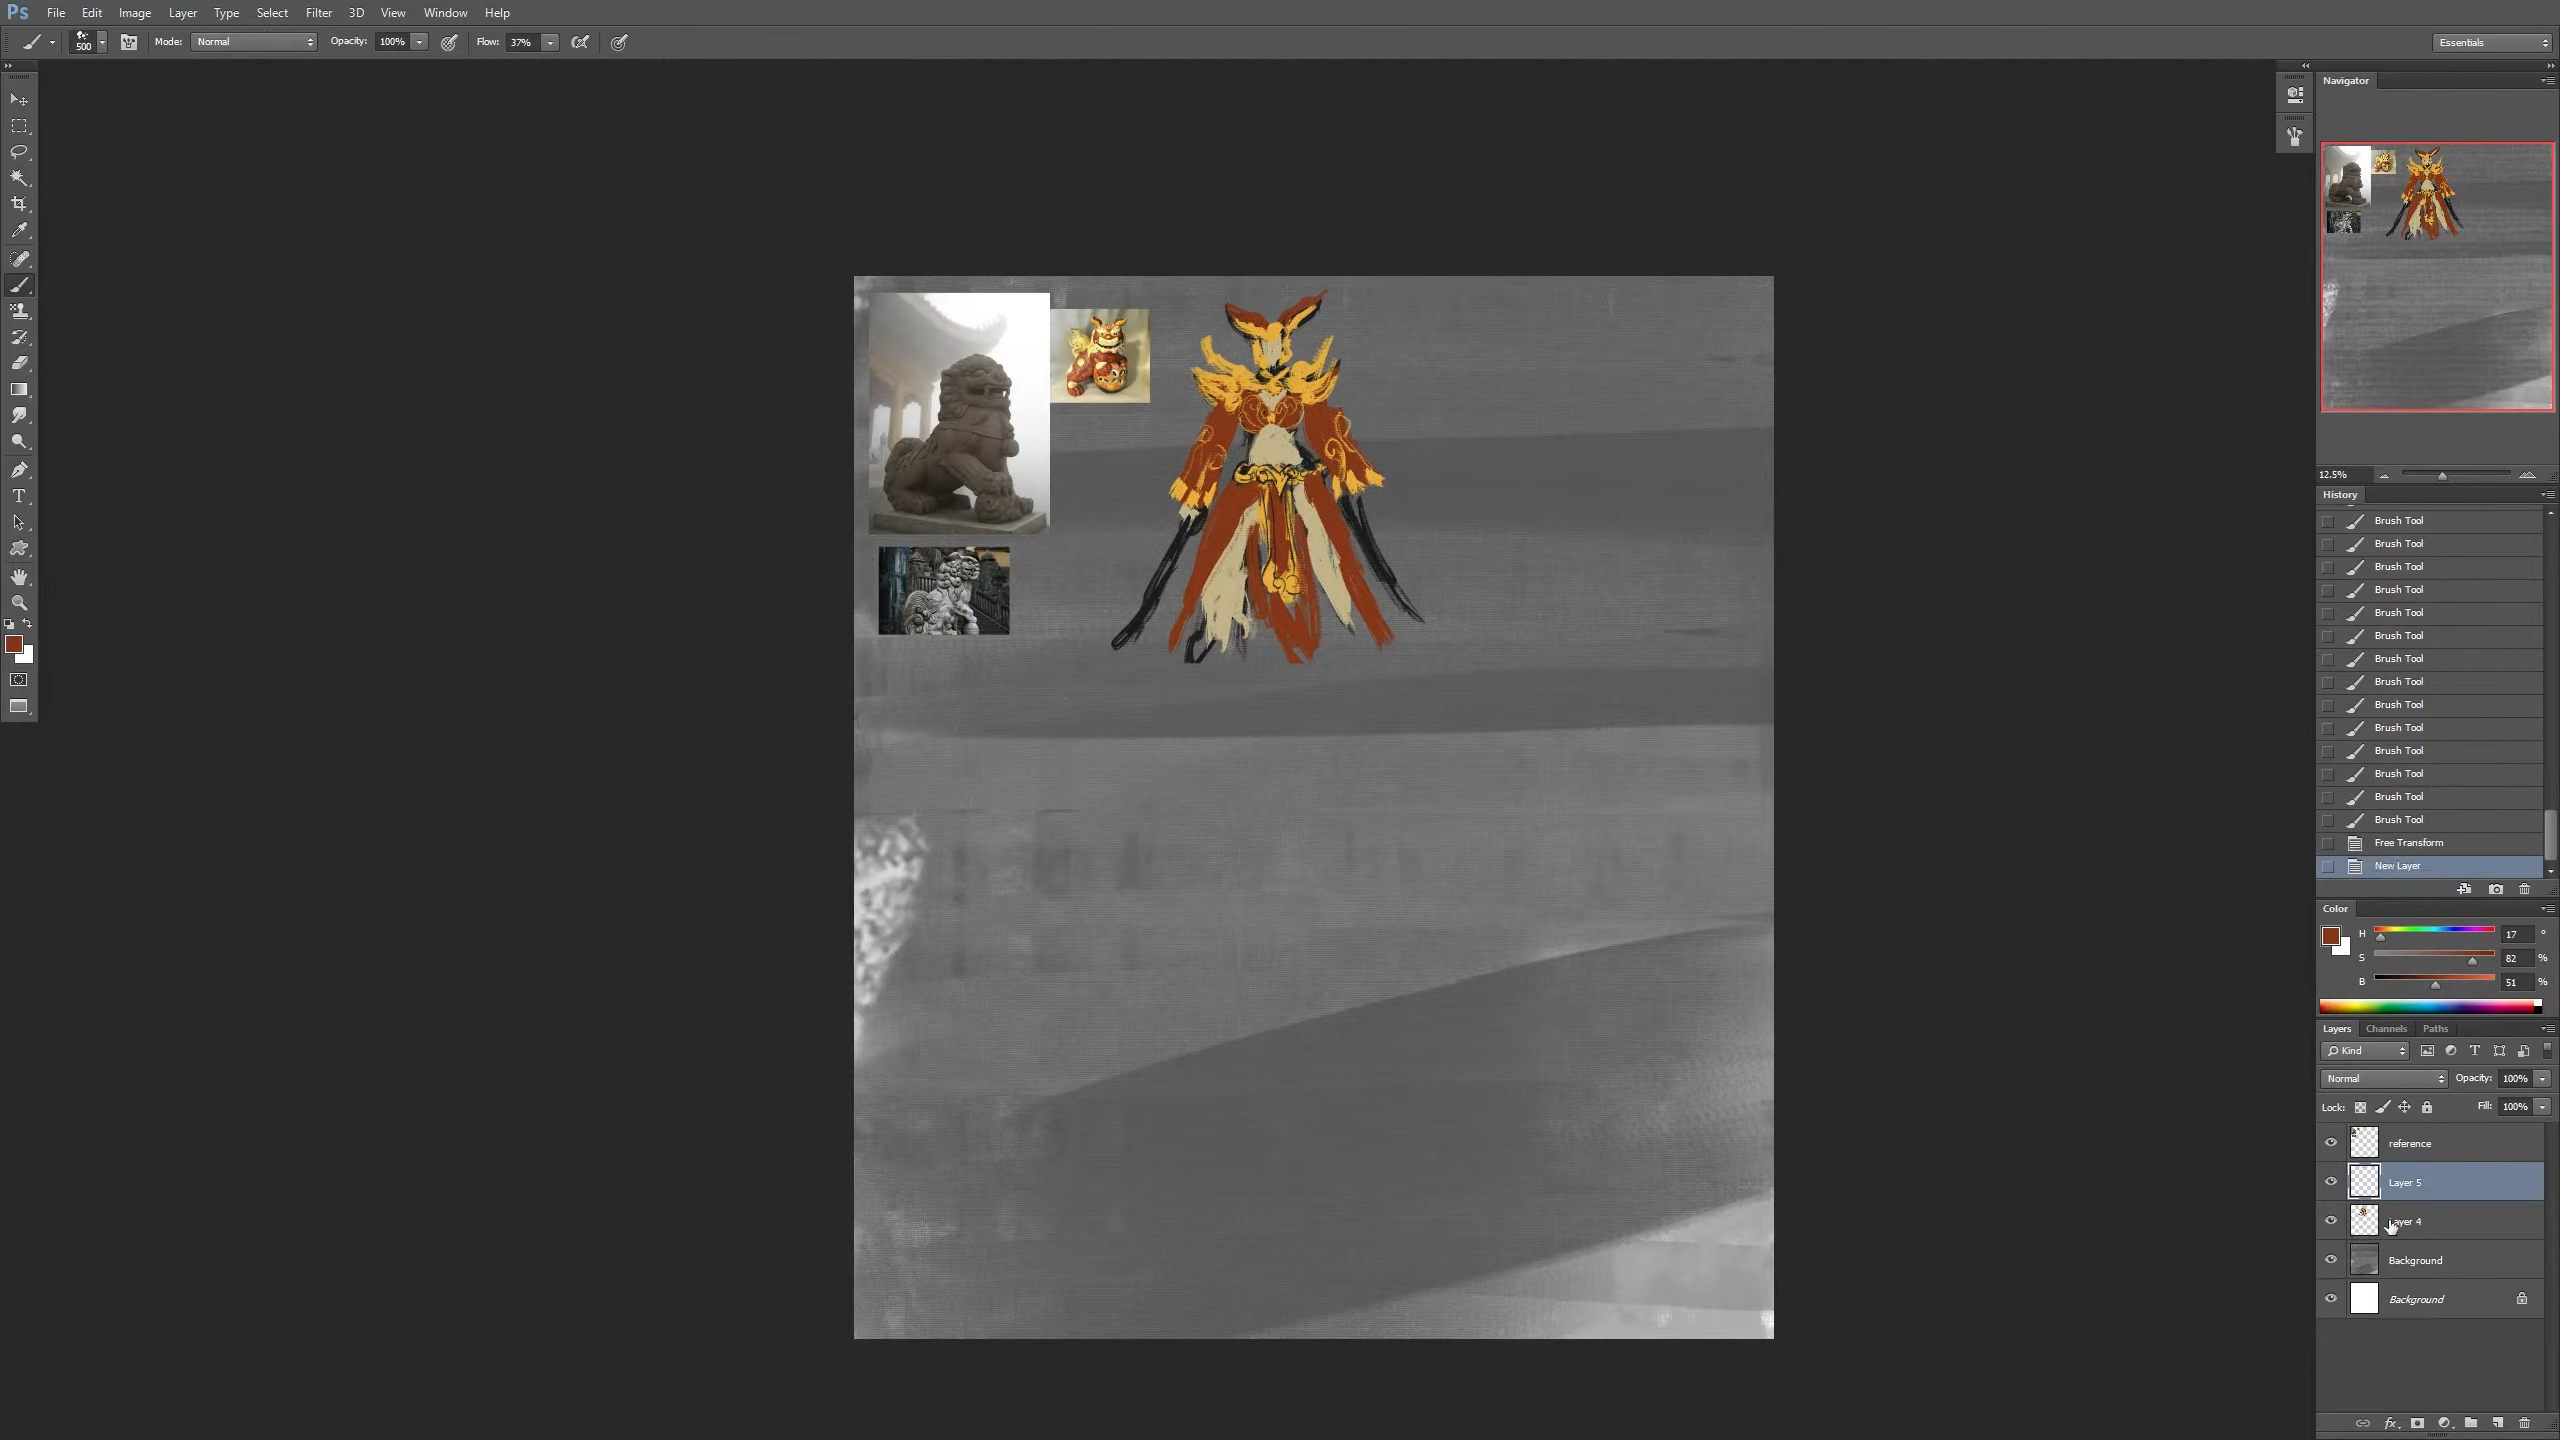 Ps File Edit Image Layer Type Select Filter 3D View Window Help
500 Mode: Normal Opacity: 100% Flow: 37% Essentials
Navigator
12.5%
History
Brush Tool
Brush Tool
Brush Tool
Brush Tool
Brush Tool
Brush Tool
Brush Tool
Brush Tool
Brush Tool
Brush Tool
Brush Tool
Brush Tool
Brush Tool
Brush Tool
Free Transform
New Layer
Color
H 17 °
S 82 %
B 51 %
Layers Channels Paths
Kind
Normal Opacity: 100%
Lock: Fill: 100%
reference
Layer 5
ayer 4
Background
Background
fx